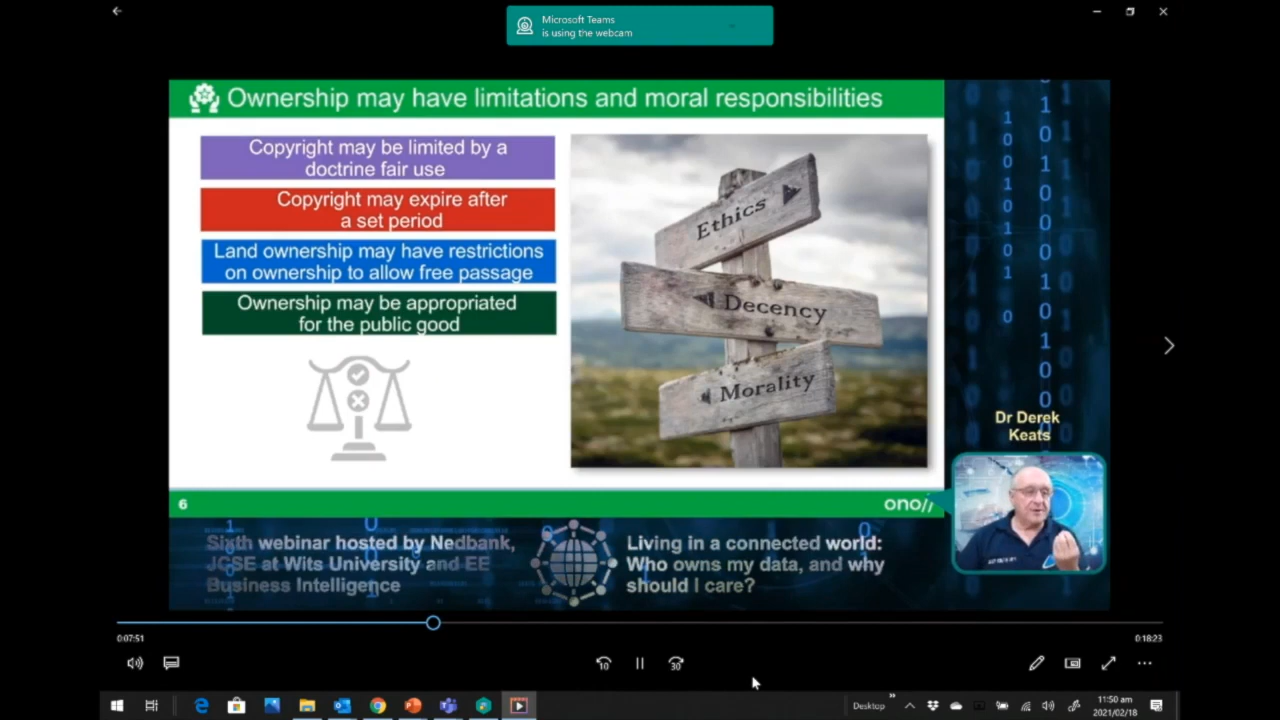 Microsoft Teams
is using the webcam
Ownership may have limitations and moral responsibilities
Copyright may be limited by a
doctrine fair use
Copyright may expire after
a set period
Land ownership may have restrictions
on ownership to allow free passage
Ownership may be appropriated
for the public good
Ethics
Decency
Morality
Dr Derek
Keats
6
Sixth webinar hosted by Nedbank,
JCSE at Wits University and EE
Business Intelligence
Living in a connected world:
Who owns my data, and why
should I care?
0:07:51
0:18:23
10
30
Desktop
11:50 am
2021/02/18